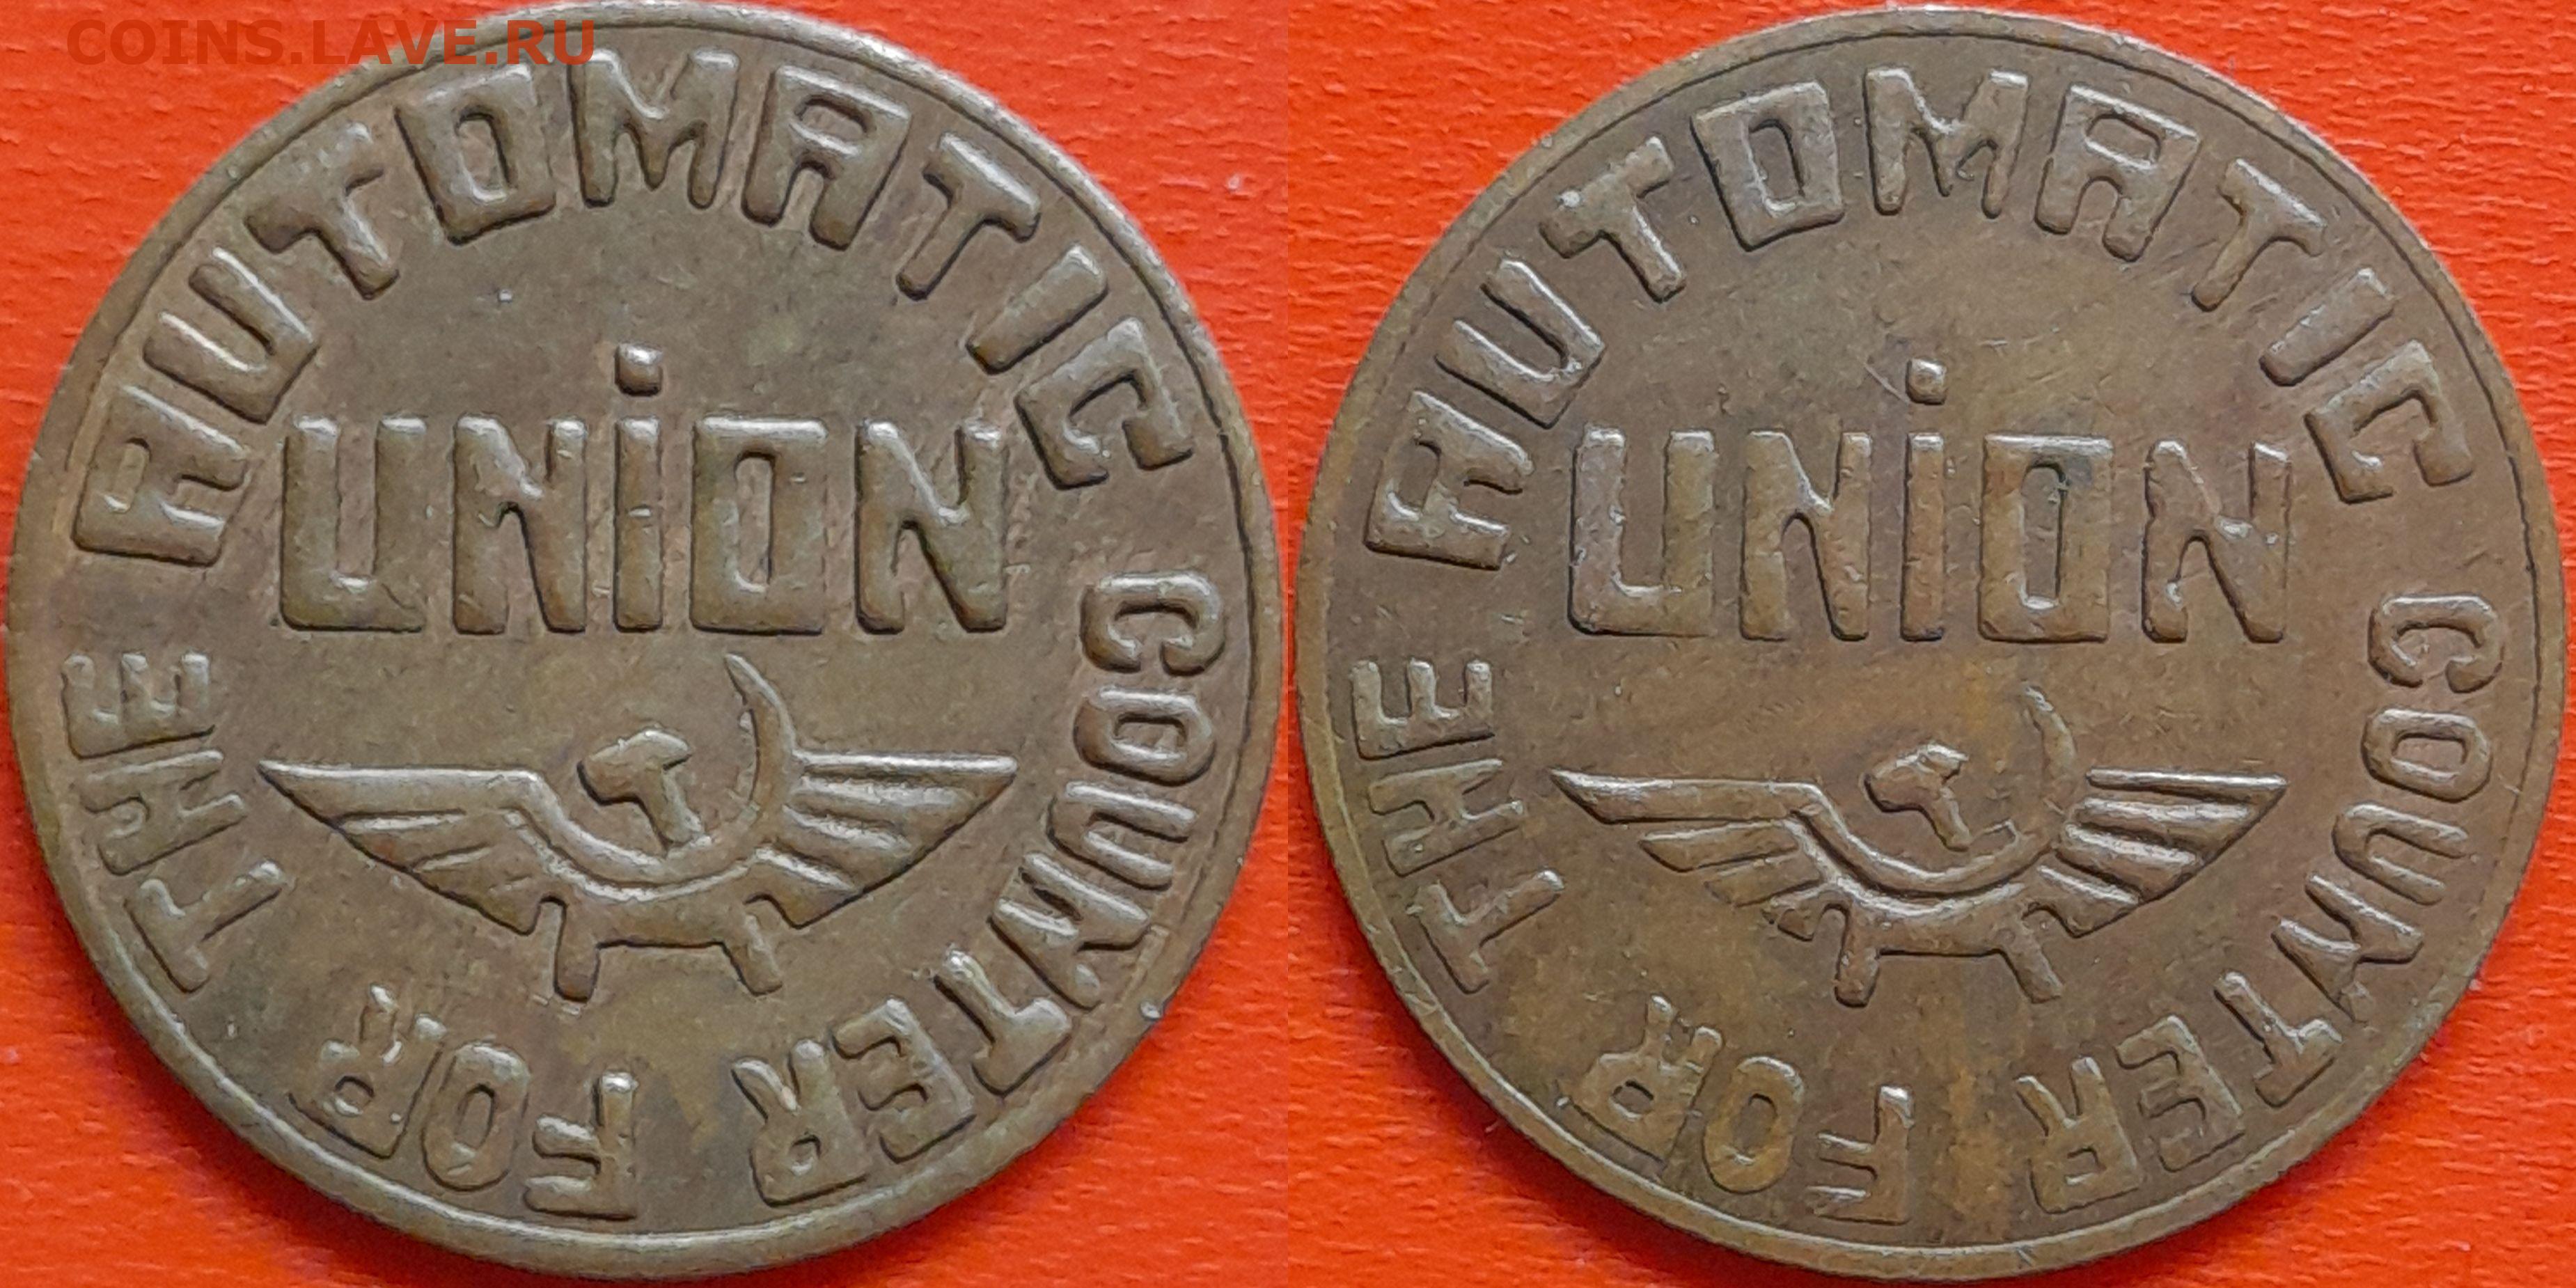 COINS.LAVE.RU
FOR THE AUTOMATIC COUNTER
UNiON
FOR THE AUTOMATIC COUNTER
UNiON